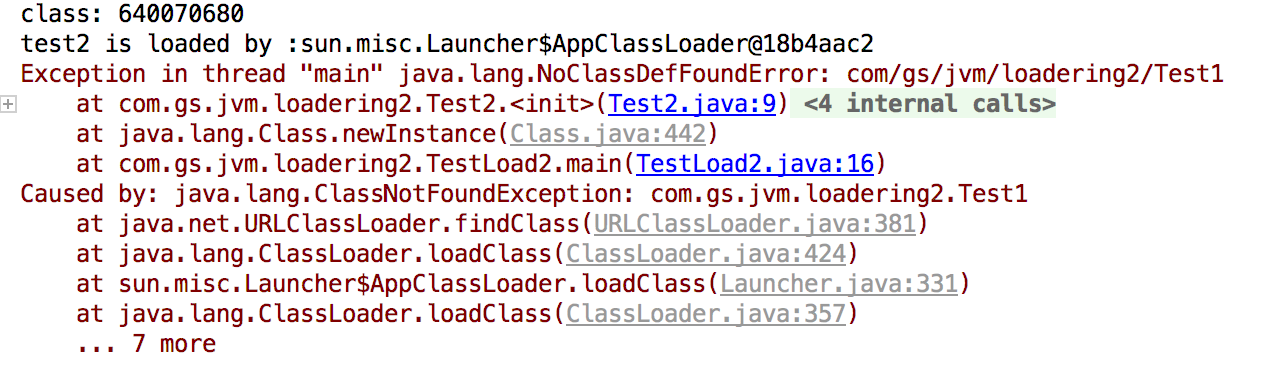 class: 640070680
test2 is loaded by :sun.misc.Launcher$AppClassLoader@18b4aac2
Exception in thread "main" java.lang.NoClassDefFoundError: com/gs/jvm/loadering2/Test1
at com.gs.jvm.loadering2.Test2.<init>(Test2.java:9) <4 internal calls>
at java.lang.Class.newInstance(Class.java:442)
at com.gs.jvm.loadering2.TestLoad2.main(TestLoad2.java:16)
Caused by: java.lang.ClassNotFoundException: com.gs.jvm.loadering2.Test1
at java.net.URLClassLoader.findClass(URLClassLoader.java:381)
at java.lang.ClassLoader.loadClass(ClassLoader.java:424)
at sun.misc.Launcher$AppClassLoader.loadClass(Launcher.java:331)
at java.lang.ClassLoader.loadClass(ClassLoader.java:357)
... 7 more